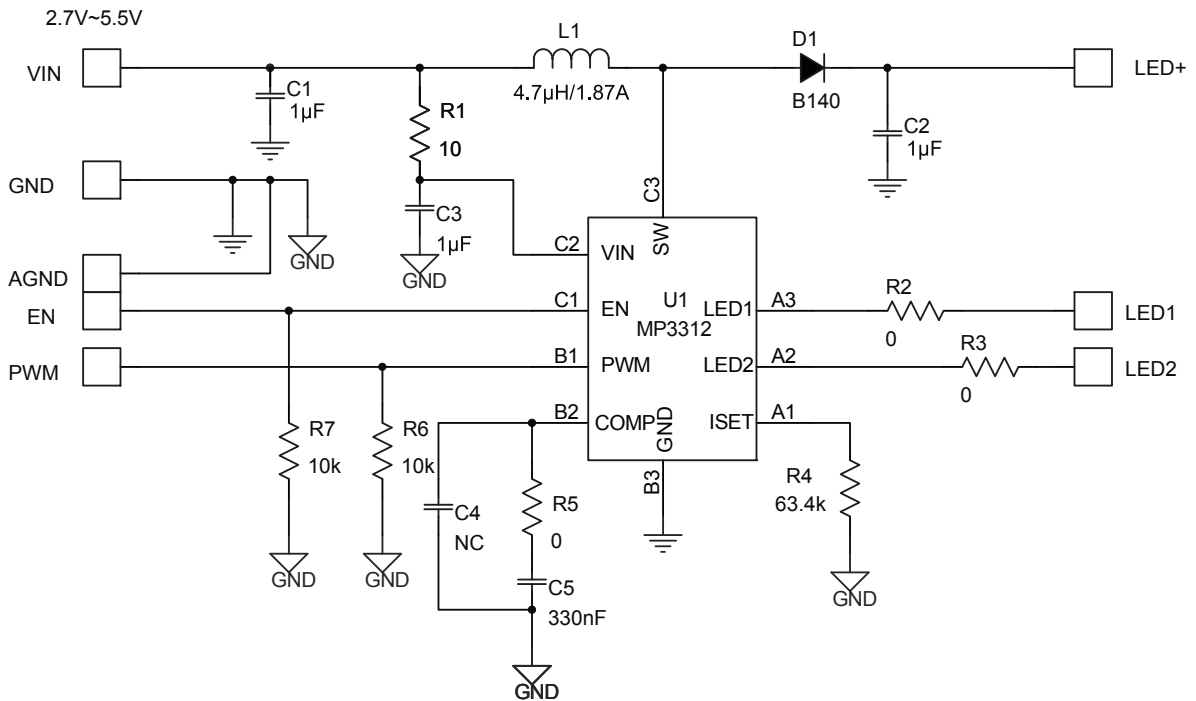 2.7V~5.5V
VIN
C1
1µF
R1
10
L1
4.7µH/1.87A
D1
B140
LED+
C2
1µF
GND
GND
AGND
C3
1µF
GND
C3
SW
C2
VIN
EN
C1
EN
U1
MP3312
LED1
A3
R2
0
LED1
PWM
B1
PWM
LED2
A2
R3
0
LED2
B2
COMP
GND
B3
ISET
A1
R7
10k
GND
R6
10k
GND
C4
NC
R5
0
C5
330nF
GND
R4
63.4k
GND